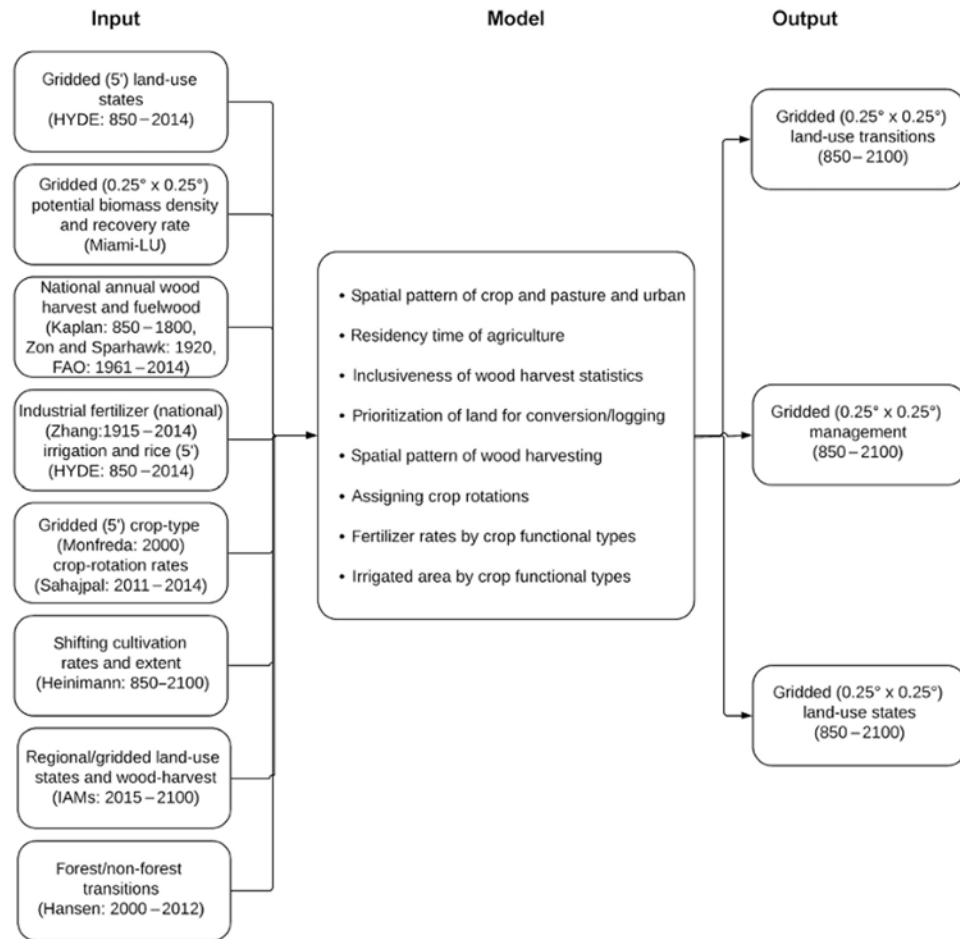 Input
Model
Output
Gridded (5') land-use
states
(HYDE: 850 – 2014)
Gridded (0.25° x 0.25°)
potential biomass density
and recovery rate
(Miami-LU)
National annual wood
harvest and fuelwood
(Kaplan: 850 – 1800,
Zon and Sparhawk: 1920,
FAO: 1961 – 2014)
Industrial fertilizer (national)
(Zhang:1915 – 2014)
irrigation and rice (5')
(HYDE: 850 – 2014)
Gridded (5') crop-type
(Monfreda: 2000)
crop-rotation rates
(Sahajpal: 2011 – 2014)
Shifting cultivation
rates and extent
(Heinimann: 850–2100)
Regional/gridded land-use
states and wood-harvest
(IAMs: 2015 – 2100)
Forest/non-forest
transitions
(Hansen: 2000 – 2012)
• Spatial pattern of crop and pasture and urban
• Residency time of agriculture
• Inclusiveness of wood harvest statistics
• Prioritization of land for conversion/logging
• Spatial pattern of wood harvesting
• Assigning crop rotations
• Fertilizer rates by crop functional types
• Irrigated area by crop functional types
Gridded (0.25° x 0.25°)
land-use transitions
(850 – 2100)
Gridded (0.25° x 0.25°)
management
(850 – 2100)
Gridded (0.25° x 0.25°)
land-use states
(850 – 2100)